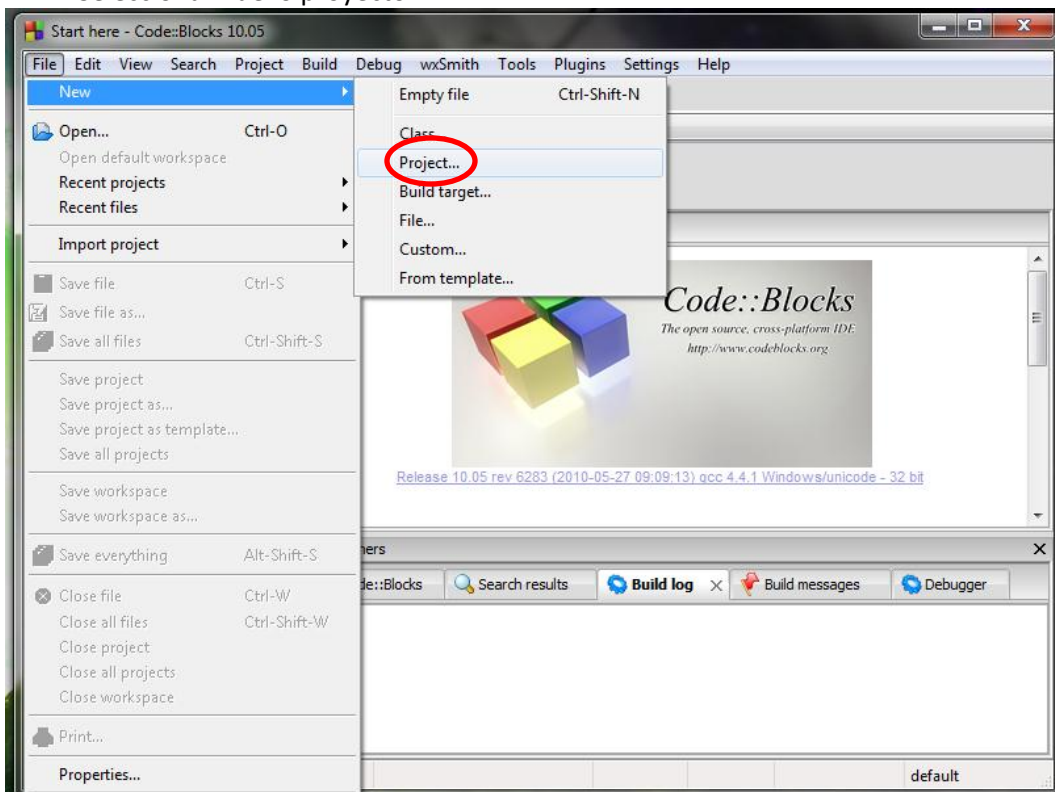 Start here - Code::Blocks 10.05
File Edit View Search Project Build Debug wxSmith Tools Plugins Settings Help
New
Empty file Ctrl-Shift-N
Class...
Project...
Build target...
File...
Custom...
From template...
Open... Ctrl-O
Open default workspace
Recent projects
Recent files
Import project
Save file Ctrl-S
Save file as...
Save all files Ctrl-Shift-S
Save project
Save project as...
Save project as template...
Save all projects
Save workspace
Save workspace as...
Save everything Alt-Shift-S
Close file Ctrl-W
Close all files Ctrl-Shift-W
Close project
Close all projects
Close workspace
Print...
Properties...
Code::Blocks
The open source, cross-platform IDE
http://www.codeblocks.org
Release 10.05 rev 6283 (2010-05-27 09:09:13) gcc 4.4.1 Windows/unicode - 32 bit
hers
de::Blocks Search results Build log Build messages Debugger
default